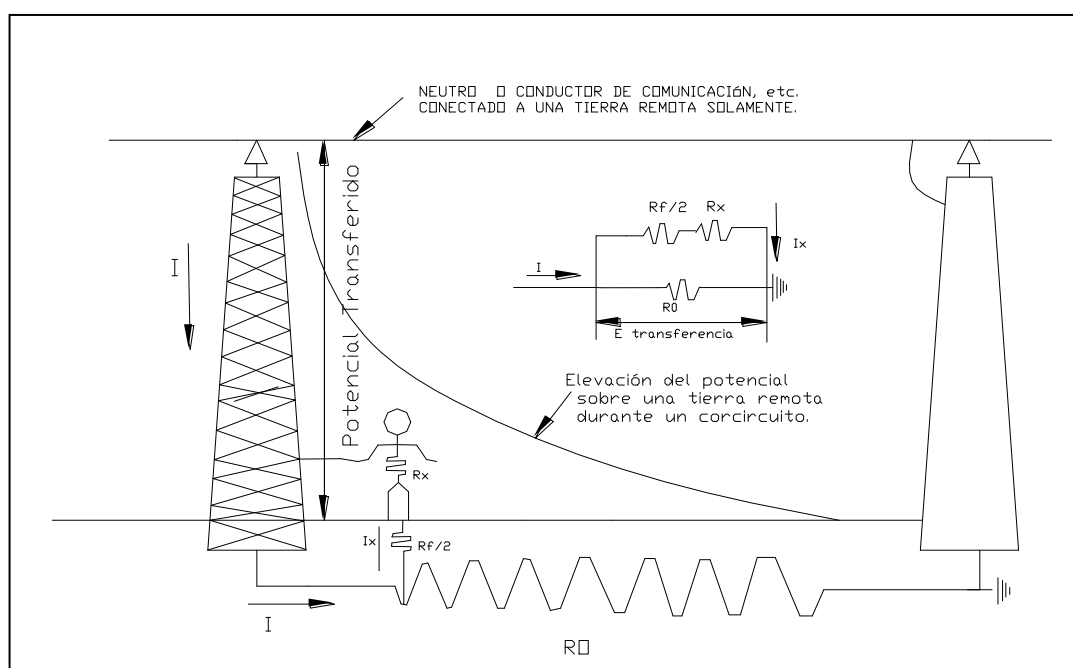 NEUTRO O CONDUCTOR DE COMUNICACIÓN, etc.
CONECTADO A UNA TIERRA REMOTA SOLAMENTE.
Potencial Transferido
Rf/2 Rx
Ix
I
I
R0
E transferencia
Elevación del potencial
sobre una tierra remota
durante un corcircuito.
Rx
Ix
Rf/2
I
R0